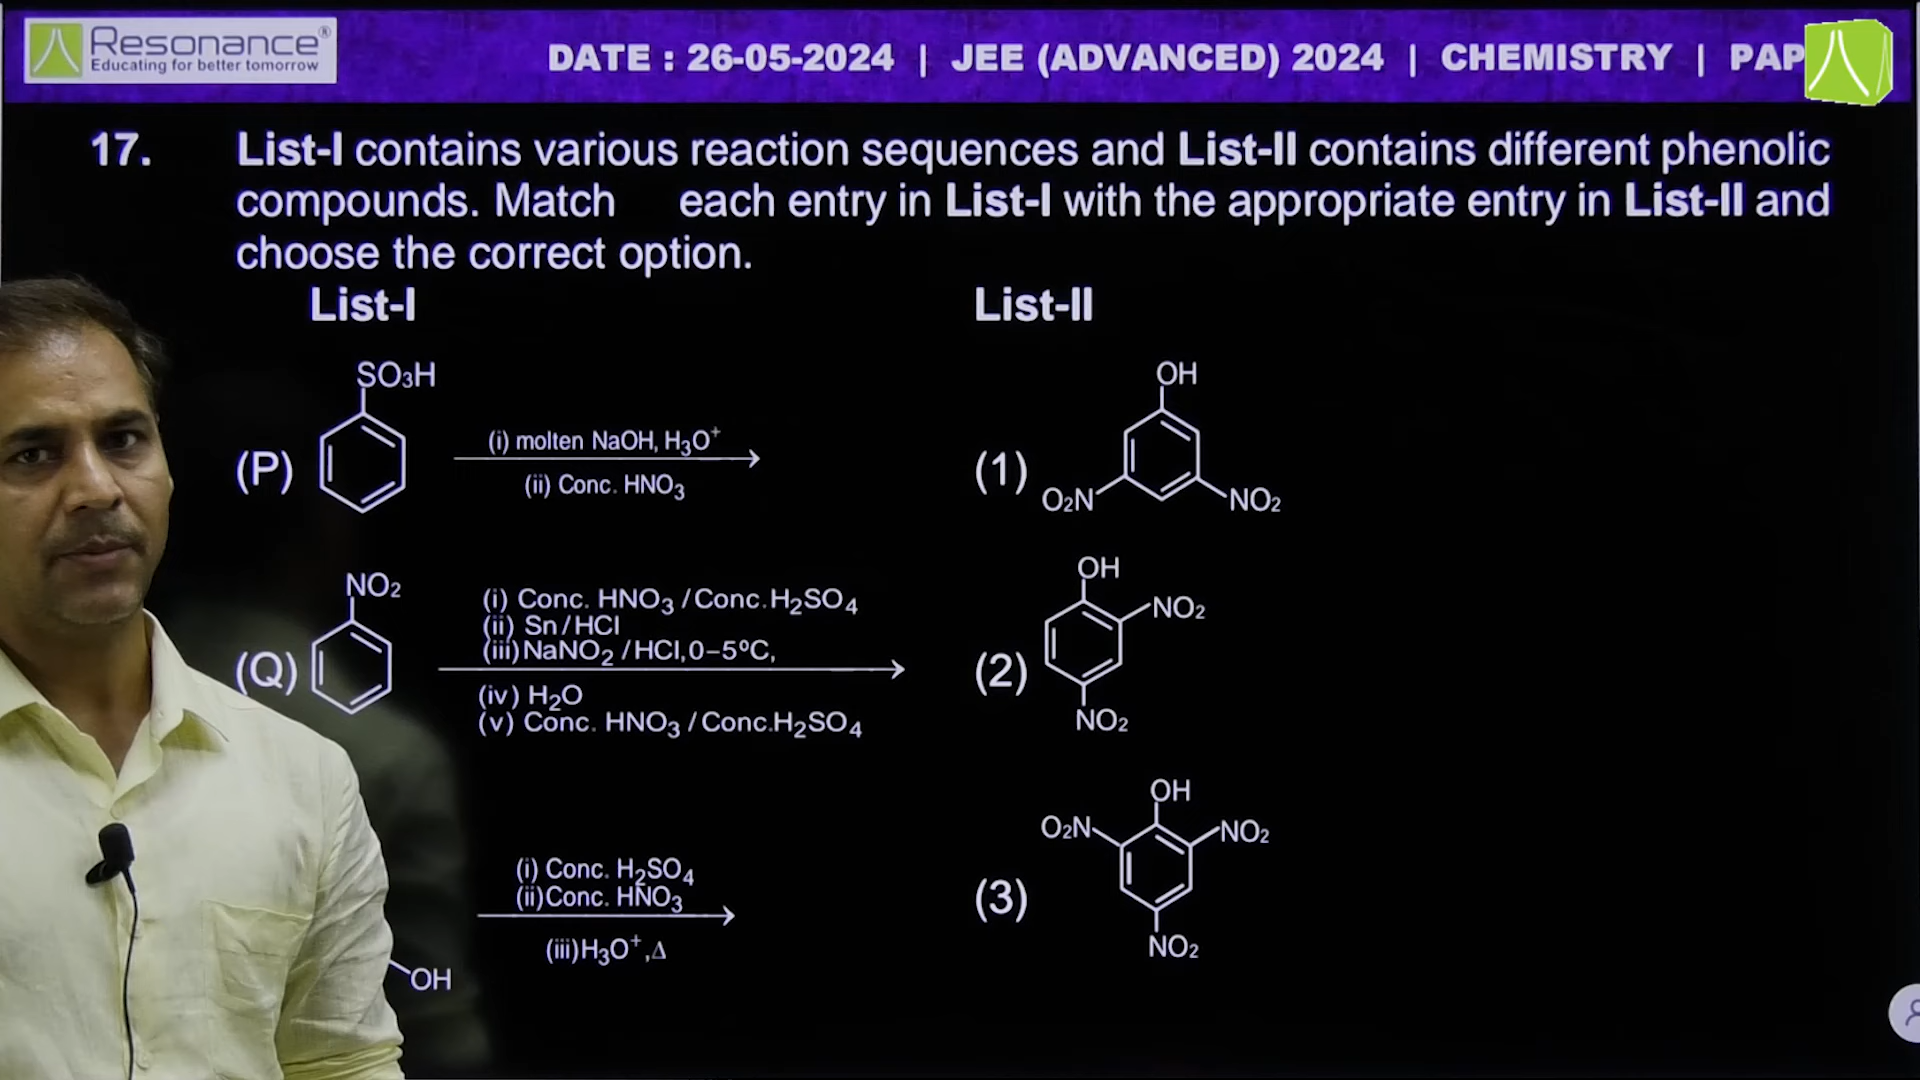 Resonance®
Educating for better tomorrow
DATE : 26-05-2024 | JEE (ADVANCED) 2024 | CHEMISTRY | PAP
17. List-I contains various reaction sequences and List-II contains different phenolic
compounds. Match each entry in List-I with the appropriate entry in List-II and
choose the correct option.
List-I List-II
(P) SO₃H
(i) molten NaOH, H₃O⁺
(ii) Conc. HNO₃
(1) OH
O₂N NO₂
(Q) NO₂
(i) Conc. HNO₃ / Conc.H₂SO₄
(ii) Sn/HCl
(iii) NaNO₂ / HCl, 0–5ºC,
(iv) H₂O
(v) Conc. HNO₃ / Conc.H₂SO₄
(2) OH
NO₂
NO₂
OH
(i) Conc. H₂SO₄
(ii) Conc. HNO₃
(iii) H₃O⁺, Δ
(3) OH
O₂N NO₂
NO₂